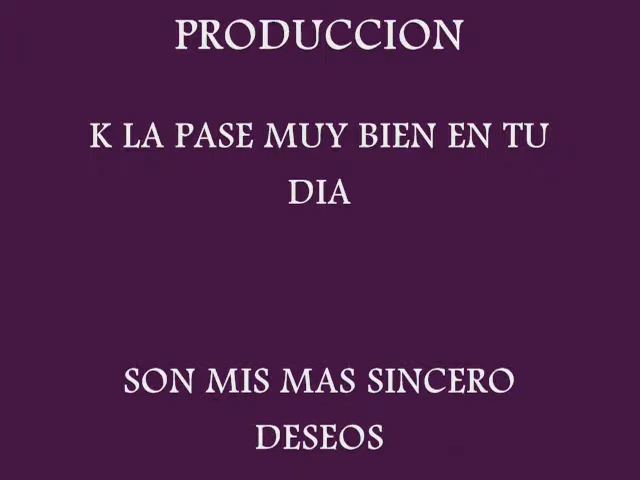 PRODUCCION
K LA PASE MUY BIEN EN TU
DIA
SON MIS MAS SINCERO
DESEOS